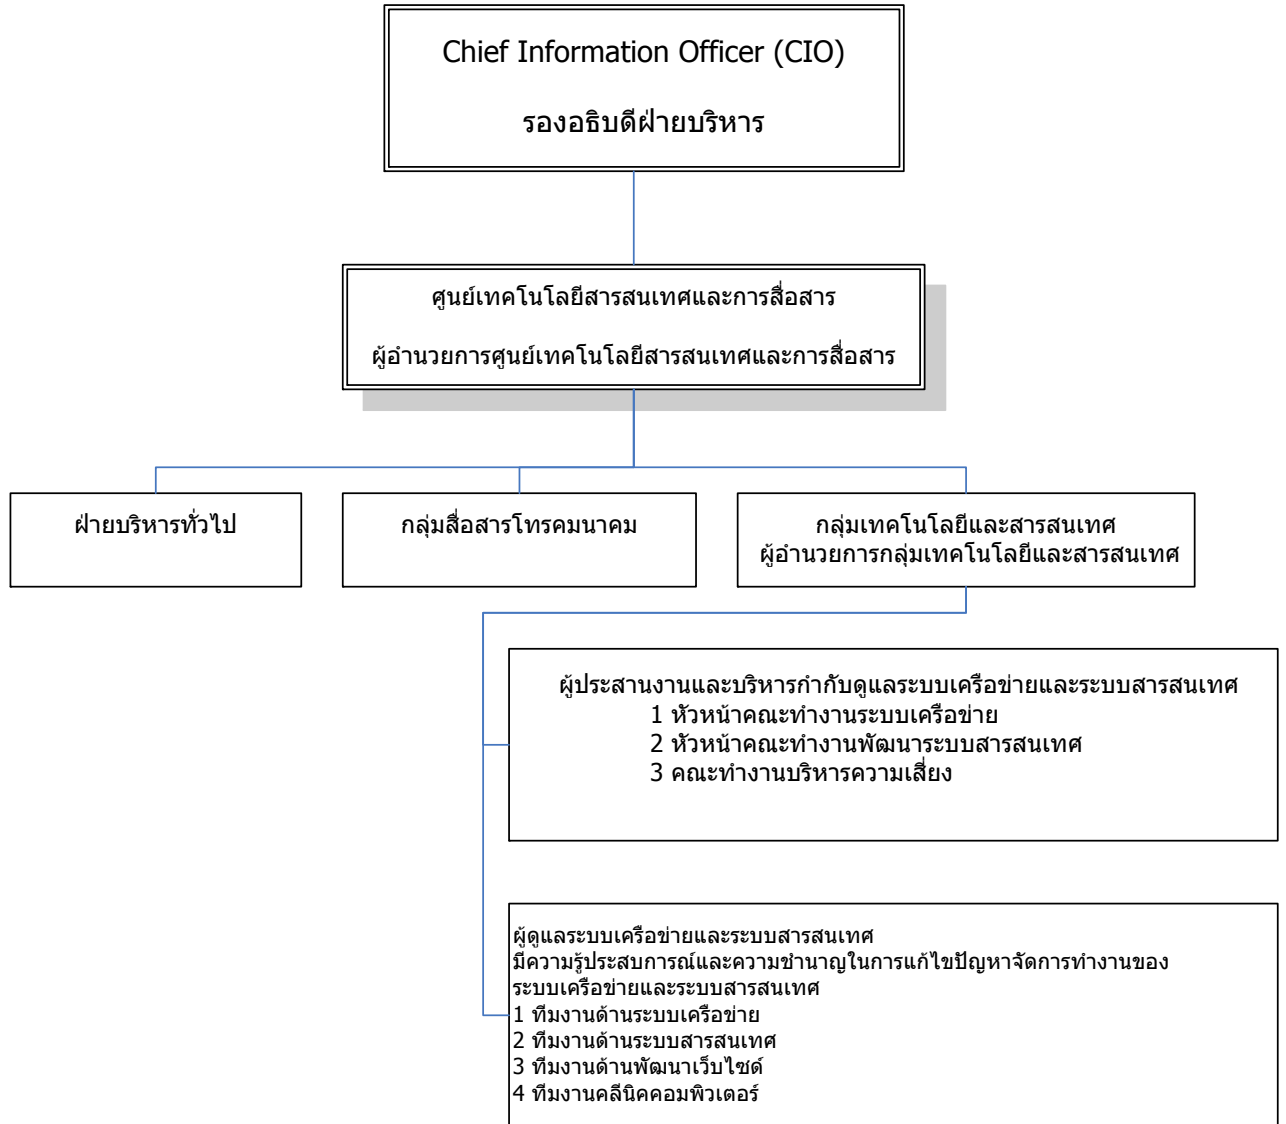 Chief Information Officer (CIO)
รองอธิบดีฝ่ายบริหาร
ศูนย์เทคโนโลยีสารสนเทศและการสื่อสาร
ผู้อำนวยการศูนย์เทคโนโลยีสารสนเทศและการสื่อสาร
ฝ่ายบริหารทั่วไป
กลุ่มสื่อสารโทรคมนาคม
กลุ่มเทคโนโลยีและสารสนเทศ
ผู้อำนวยการกลุ่มเทคโนโลยีและสารสนเทศ
ผู้ประสานงานและบริหารกำกับดูแลระบบเครือข่ายและระบบสารสนเทศ
1 หัวหน้าคณะทำงานระบบเครือข่าย
2 หัวหน้าคณะทำงานพัฒนาระบบสารสนเทศ
3 คณะทำงานบริหารความเสี่ยง
ผู้ดูแลระบบเครือข่ายและระบบสารสนเทศ
มีความรู้ประสบการณ์และความชำนาญในการแก้ไขปัญหาจัดการทำงานของ
ระบบเครือข่ายและระบบสารสนเทศ
1 ทีมงานด้านระบบเครือข่าย
2 ทีมงานด้านระบบสารสนเทศ
3 ทีมงานด้านพัฒนาเว็บไซด์
4 ทีมงานคลีนิคคอมพิวเตอร์